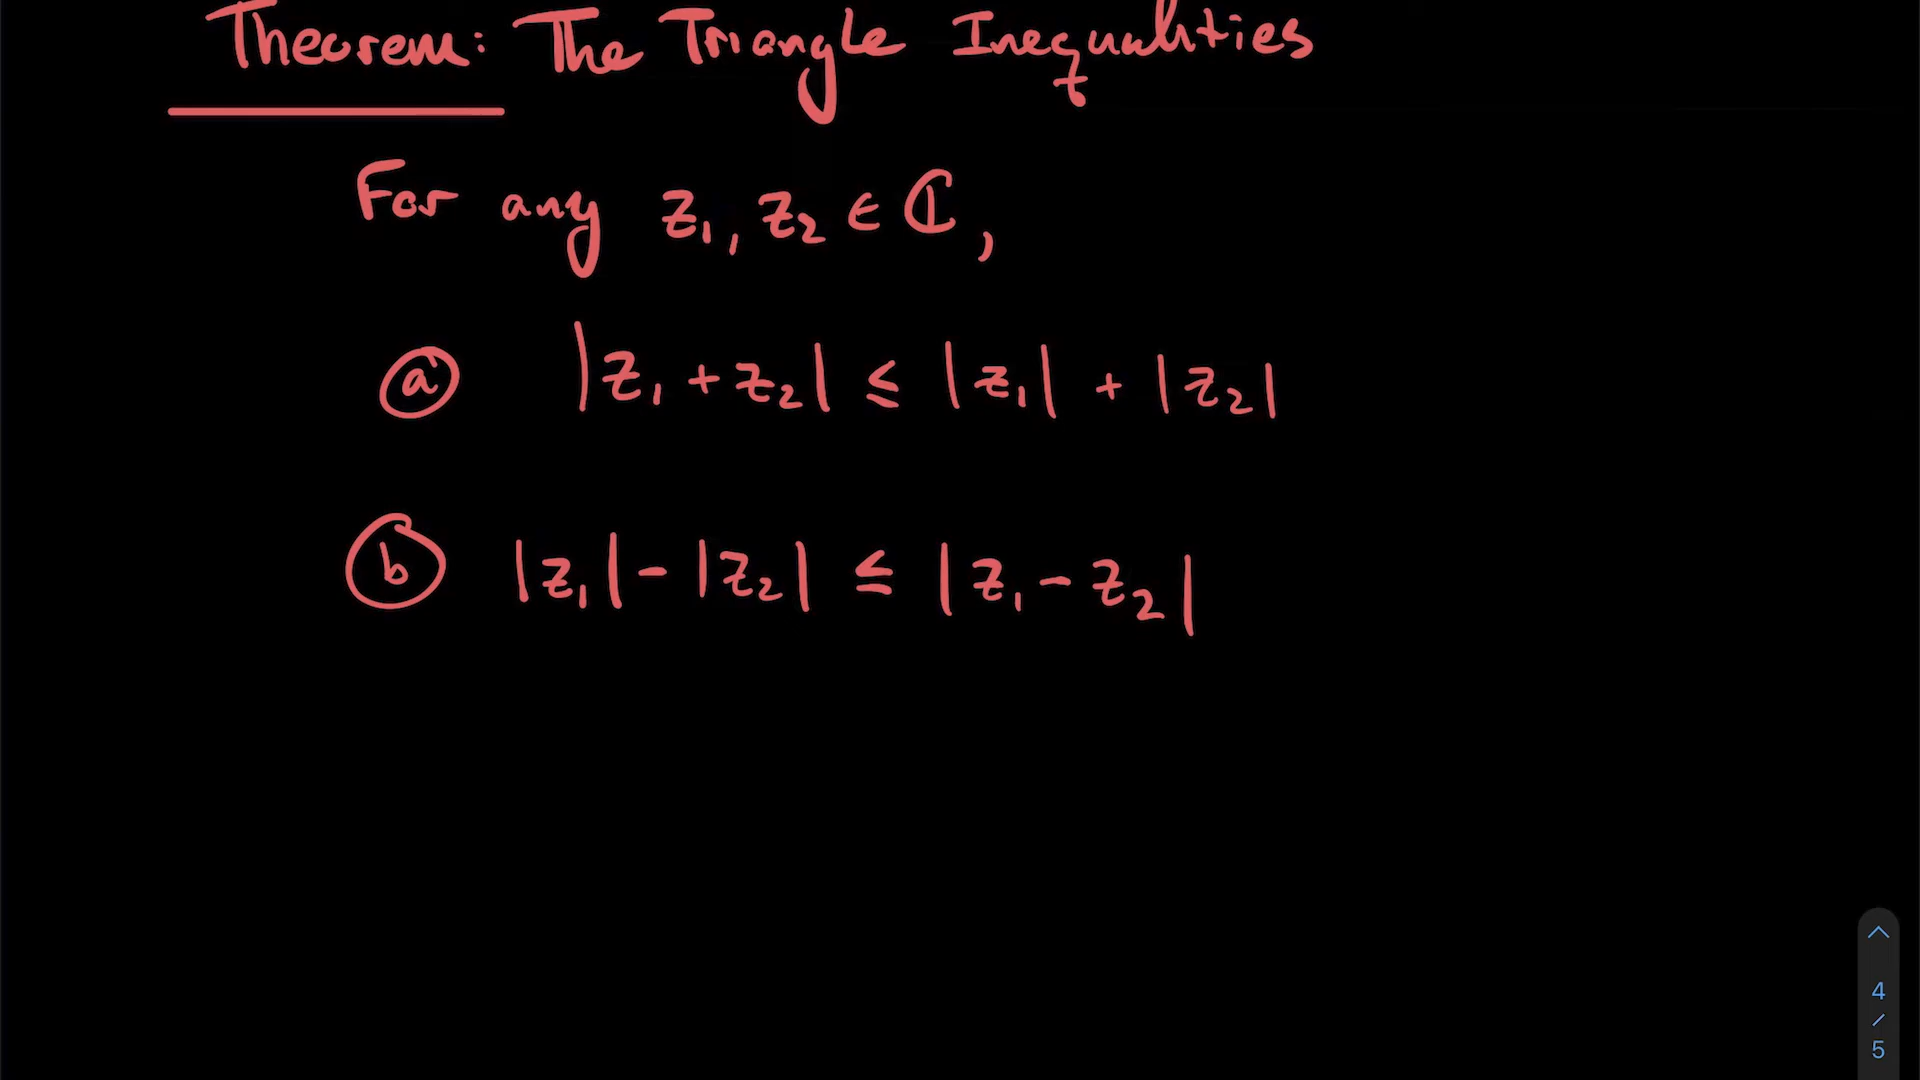 Theorem: The Triangle Inequalities
For any z₁, z₂ ∈ ℂ,
ⓐ |z₁ + z₂| ≤ |z₁| + |z₂|
ⓑ |z₁| - |z₂| ≤ |z₁ - z₂|
4
/
5